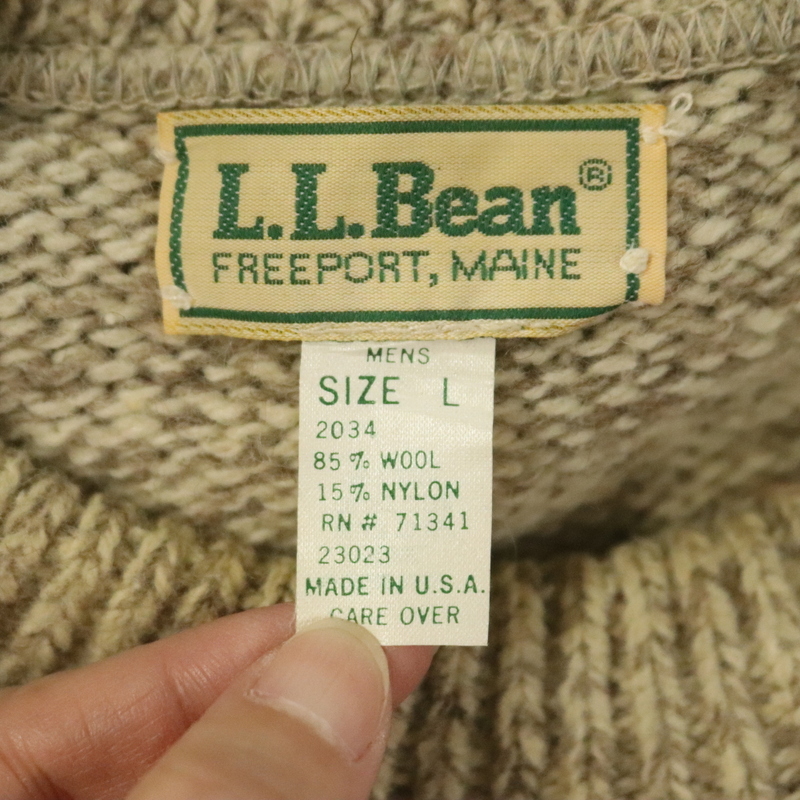 L.L.Bean®
FREEPORT, MAINE
MENS
SIZE L
2034
85% WOOL
15% NYLON
RN# 71341
23023
MADE IN U.S.A.
CARE OVER